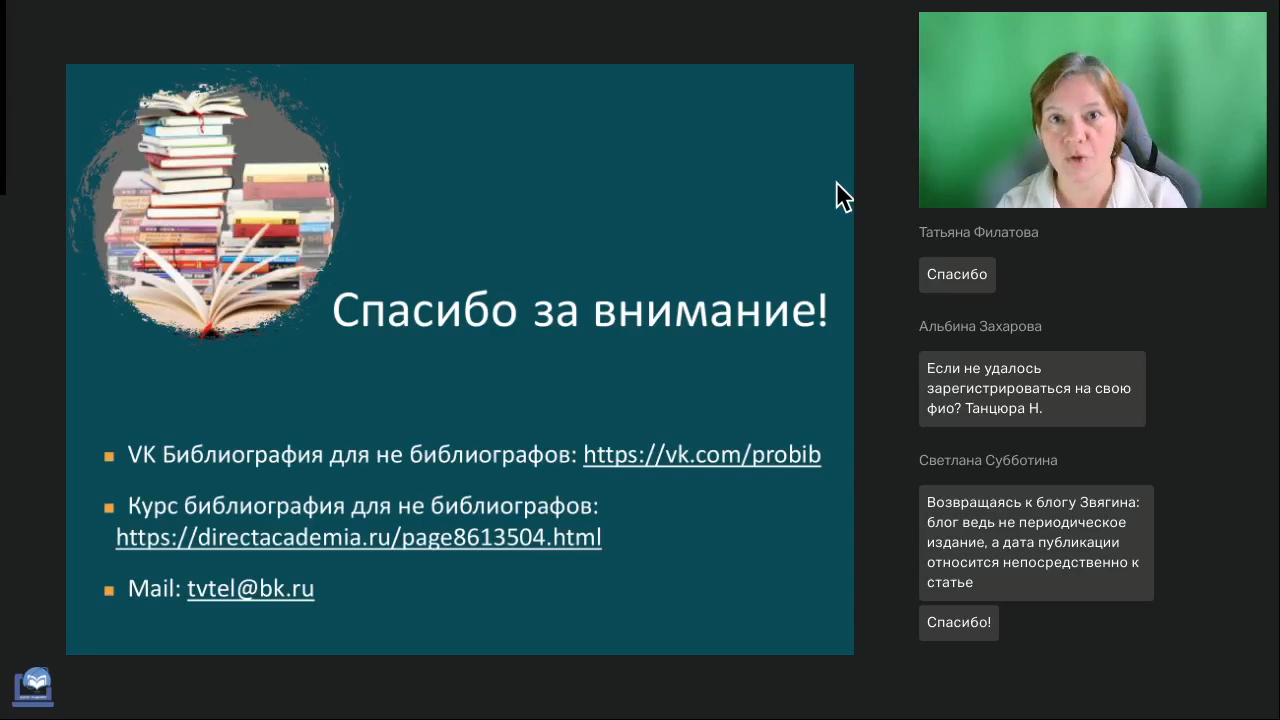 Спасибо за внимание!
VK Библиография для не библиографов: https://vk.com/probib
Курс библиография для не библиографов:
https://directacademia.ru/page8613504.html
Mail: tvtel@bk.ru
Татьяна Филатова
Спасибо
Альбина Захарова
Если не удалось
зарегистрироваться на свою
фио? Танцюра Н.
Светлана Субботина
Возвращаясь к блогу Звягина:
блог ведь не периодическое
издание, а дата публикации
относится непосредственно к
статье
Спасибо!